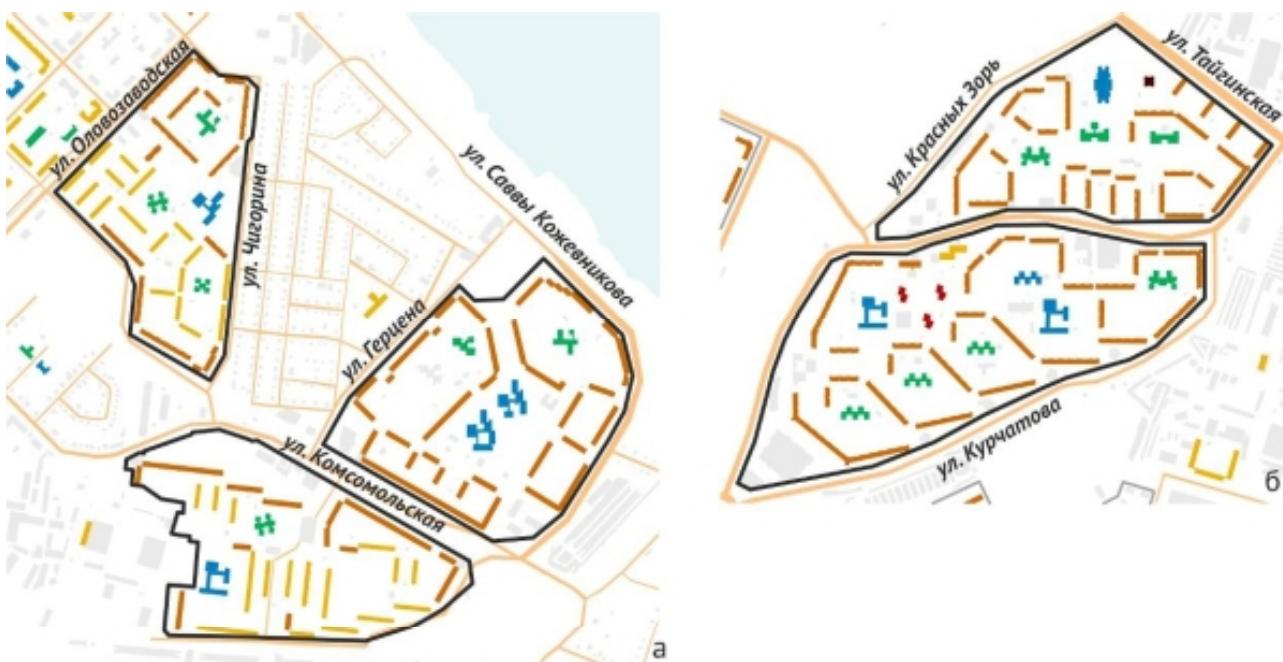 ул. Оловозаводская
ул. Чигорина
ул. Саввы Кожевникова
ул. Герцена
ул. Комсомольская
а
ул. Красных Зорь
ул. Тайгинская
ул. Курчатова
б